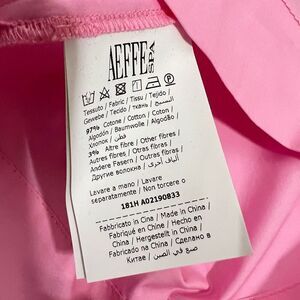 AEFFE SPA
Tessuto / Fabric / Tissu / Tejido /
Gewebe / Tecido / ткань / النسيج
97% Cotone / Cotton / Coton /
Algodón / Baumwolle / Algodão /
Хлопок / قطن
3% Altre fibre / Other fibres /
Autres fibres / Otras fibras /
Andere Fasern / Outras fibras /
Другие волокна / ألياف أخرى
Lavare a mano / Lavare
separatamente / Non torcere o
181H A02190833
Fabbricato in Cina / Made in China /
Fabriqué en Chine / Hecho en
China / Hergestellt in China /
Fabricado na China / Сделано в
Китае / صنع في الصين